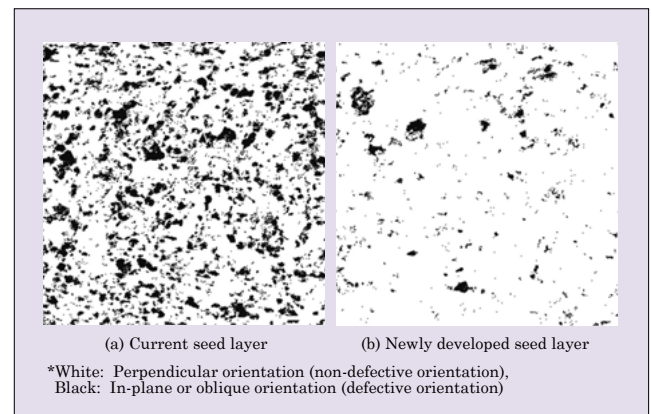 (a) Current seed layer
(b) Newly developed seed layer
*White: Perpendicular orientation (non-defective orientation),
Black: In-plane or oblique orientation (defective orientation)